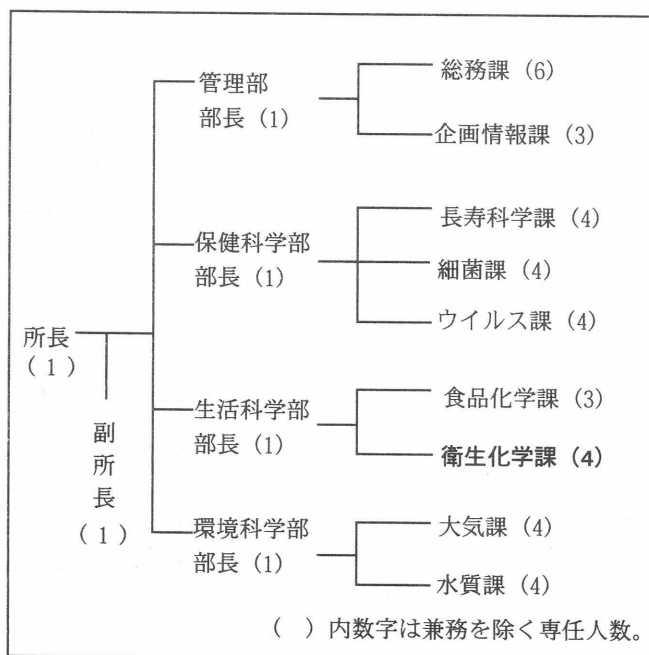 所長
(1)
副所長
(1)
管理部
部長 (1)
総務課 (6)
企画情報課 (3)
保健科学部
部長 (1)
長寿科学課 (4)
細菌課 (4)
ウイルス課 (4)
生活科学部
部長 (1)
食品化学課 (3)
衛生化学課 (4)
環境科学部
部長 (1)
大気課 (4)
水質課 (4)
( )内数字は兼務を除く専任人数。